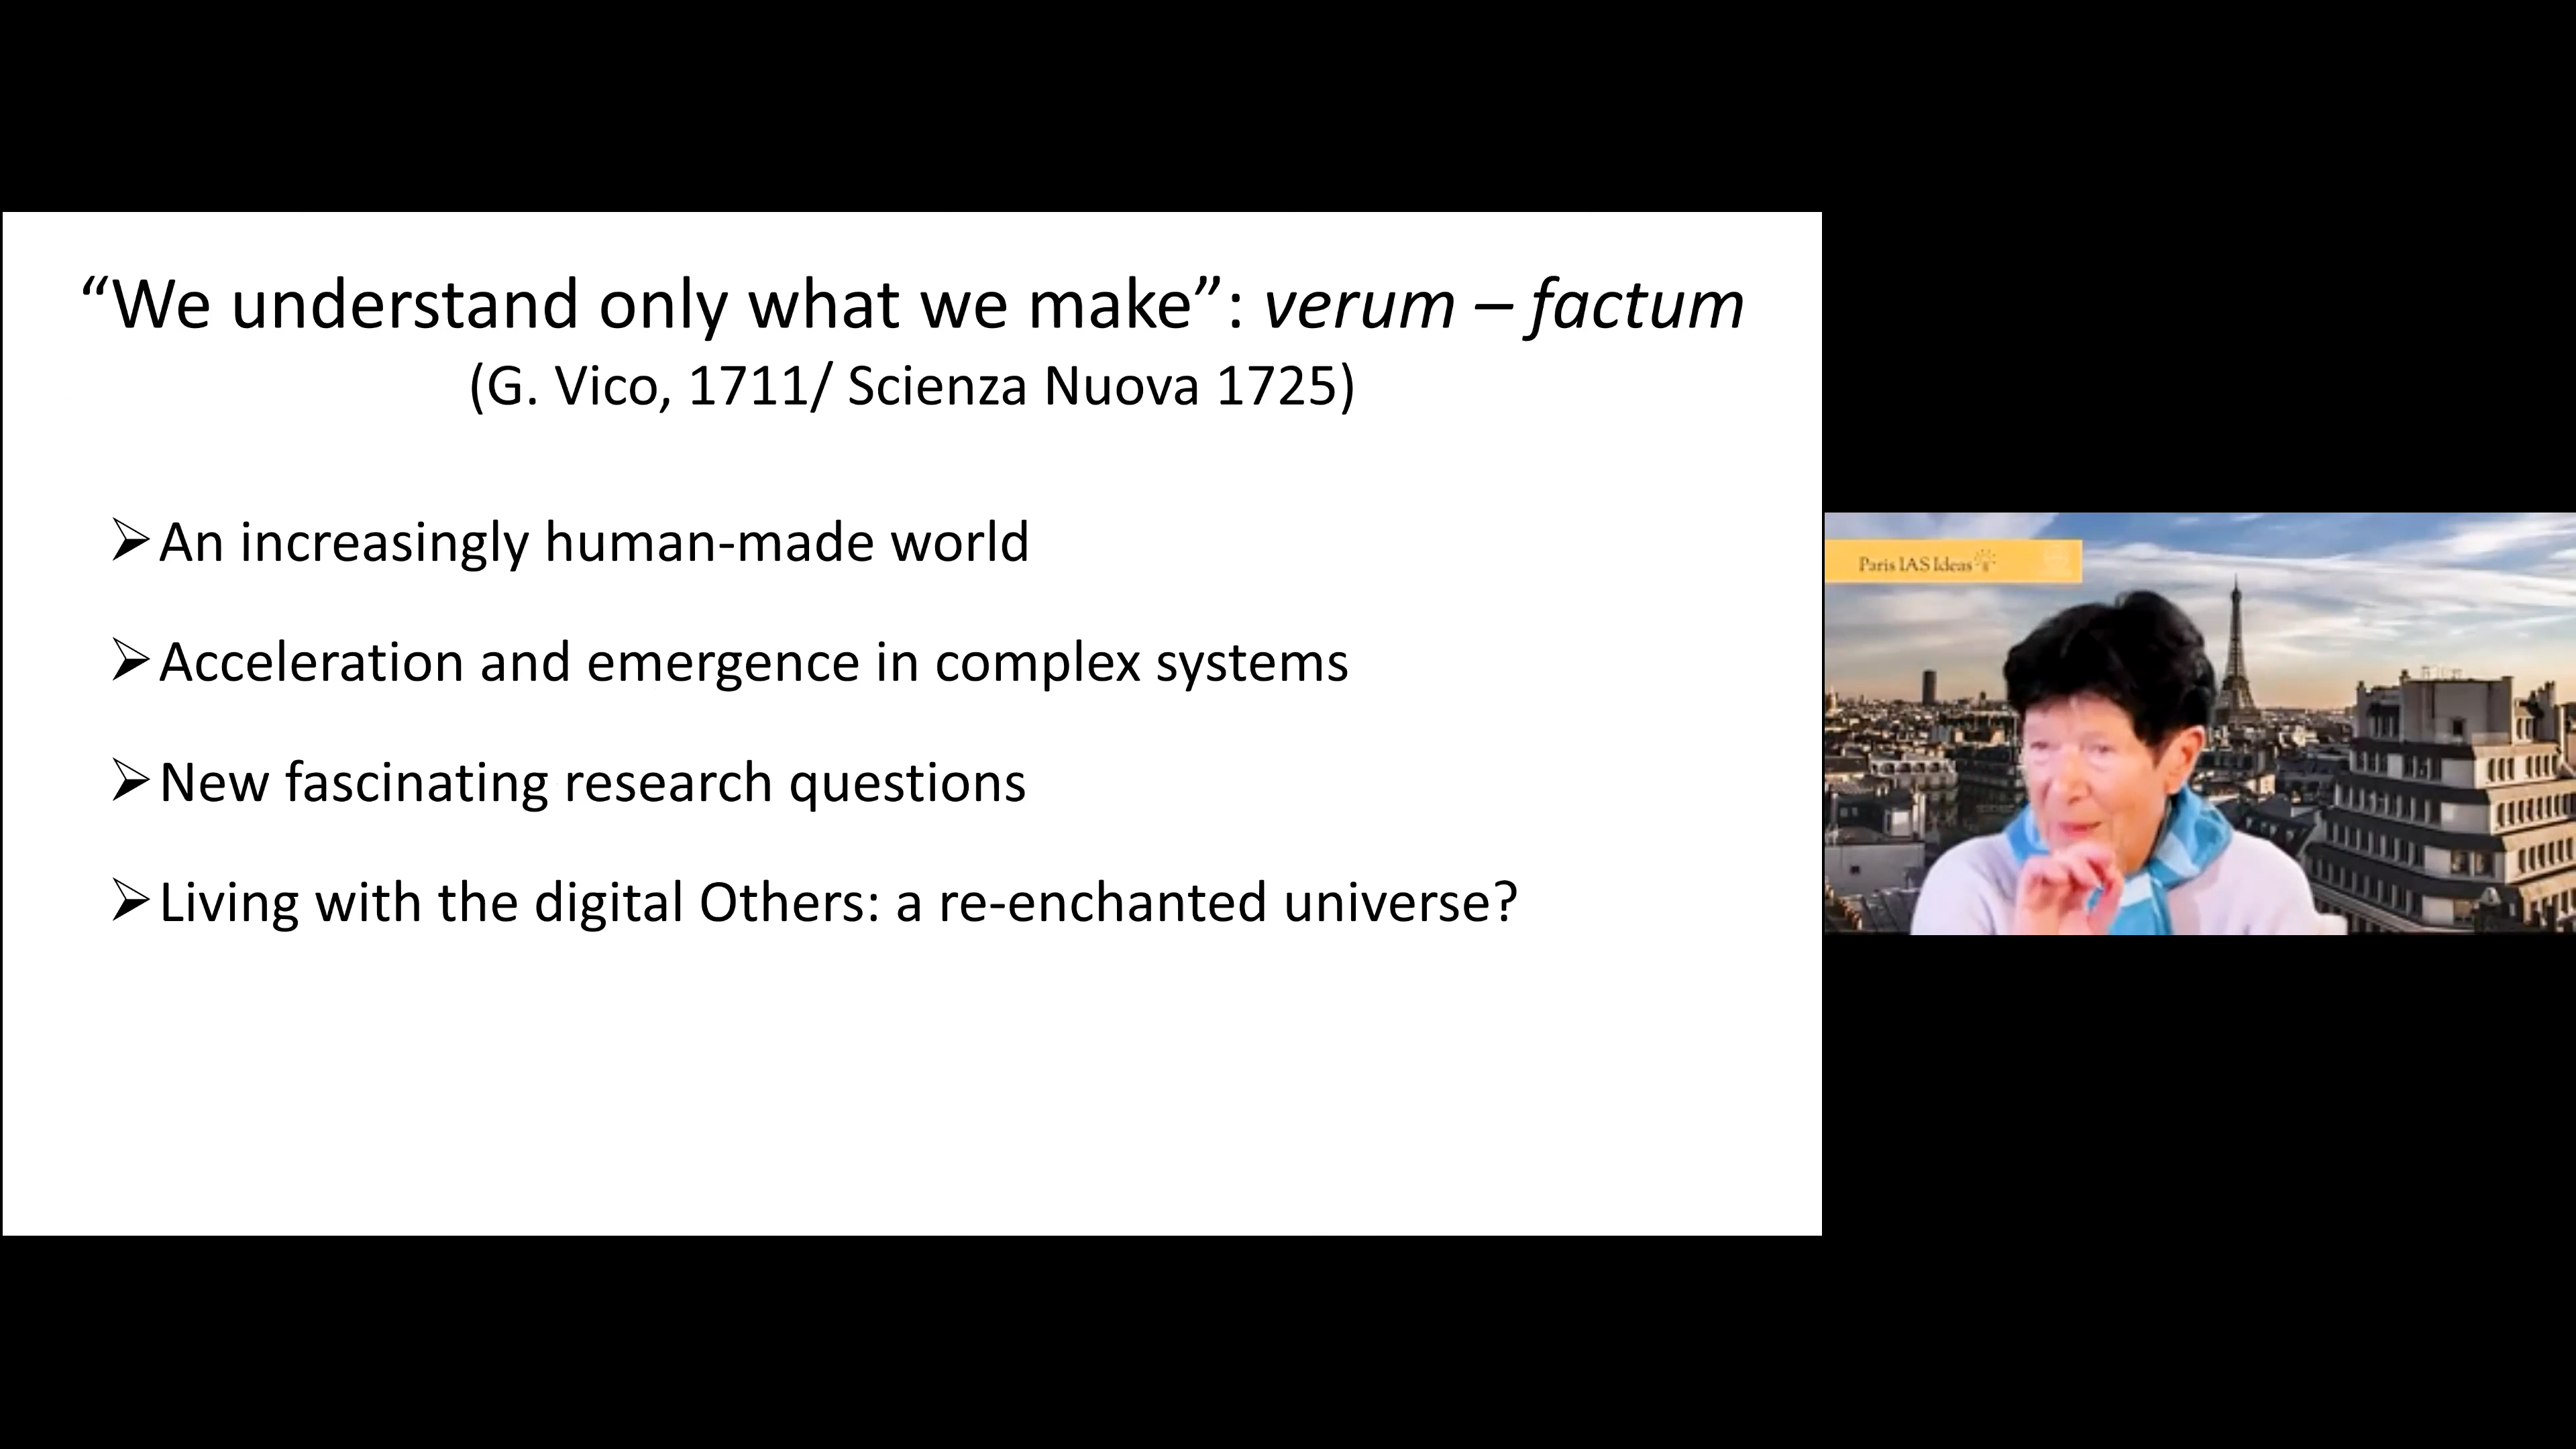 “We understand only what we make”: verum – factum
(G. Vico, 1711/ Scienza Nuova 1725)
➢An increasingly human-made world
➢Acceleration and emergence in complex systems
➢New fascinating research questions
➢Living with the digital Others: a re-enchanted universe?
Paris IAS Ideas